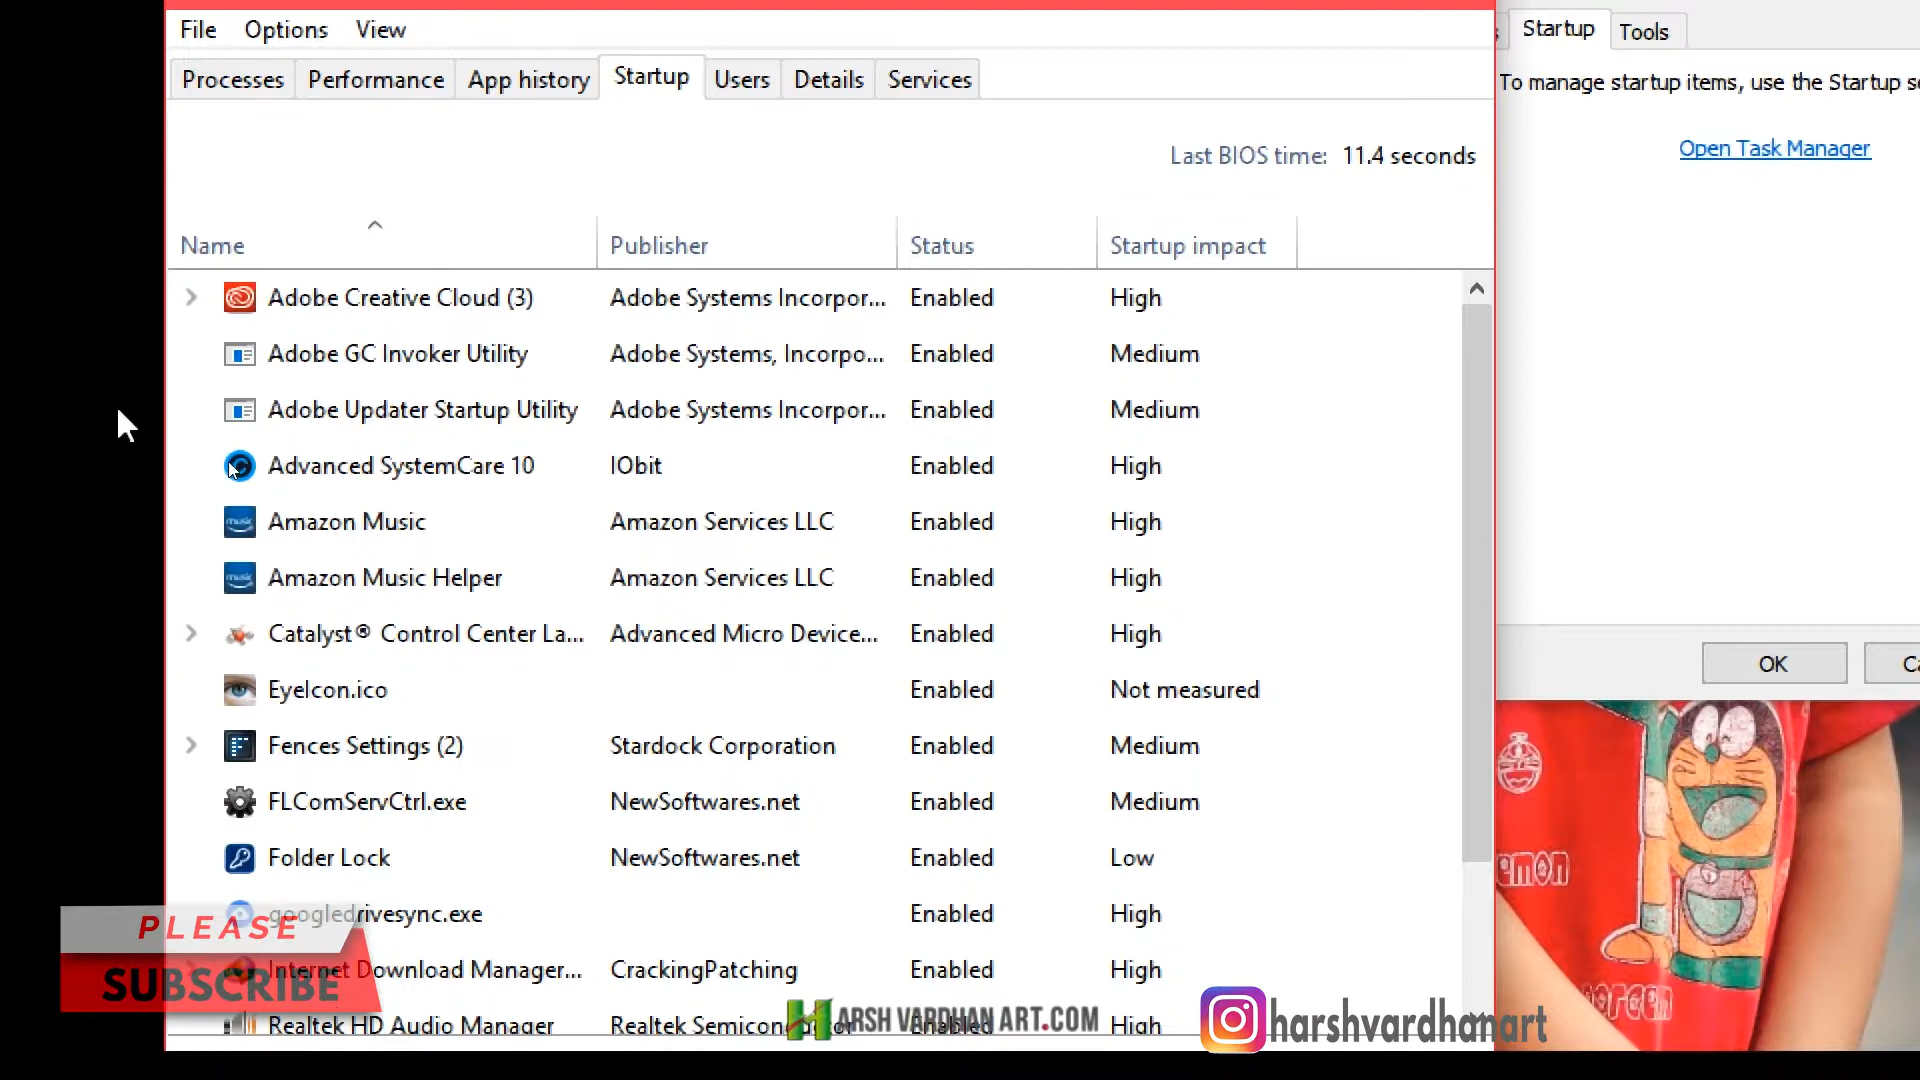 File Options View
Processes Performance App history Startup Users Details Services
Last BIOS time: 11.4 seconds
Name Publisher Status Startup impact
Adobe Creative Cloud (3) Adobe Systems Incorpor... Enabled High
Adobe GC Invoker Utility Adobe Systems, Incorpo... Enabled Medium
Adobe Updater Startup Utility Adobe Systems Incorpor... Enabled Medium
Advanced SystemCare 10 IObit Enabled High
Amazon Music Amazon Services LLC Enabled High
Amazon Music Helper Amazon Services LLC Enabled High
Catalyst® Control Center La... Advanced Micro Device... Enabled High
EyeIcon.ico Enabled Not measured
Fences Settings (2) Stardock Corporation Enabled Medium
FLComServCtrl.exe NewSoftwares.net Enabled Medium
Folder Lock NewSoftwares.net Enabled Low
googledrivesync.exe Enabled High
Internet Download Manager... CrackingPatching Enabled High
Realtek HD Audio Manager Realtek Enabled High
Startup Tools
To manage startup items, use the Startup
Open Task Manager
OK
PLEASE
SUBSCRIBE
HARSH VARDHAN ART.COM
harshvardhanart